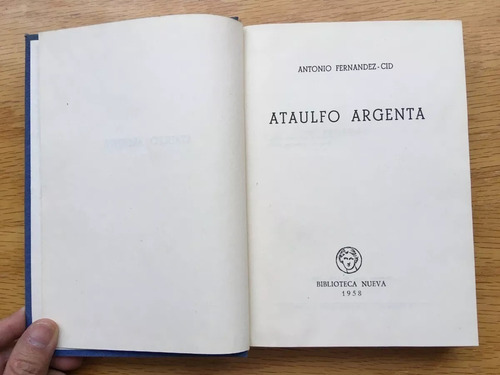 ANTONIO FERNANDEZ-CID
ATAULFO ARGENTA
BIBLIOTECA NUEVA
1958